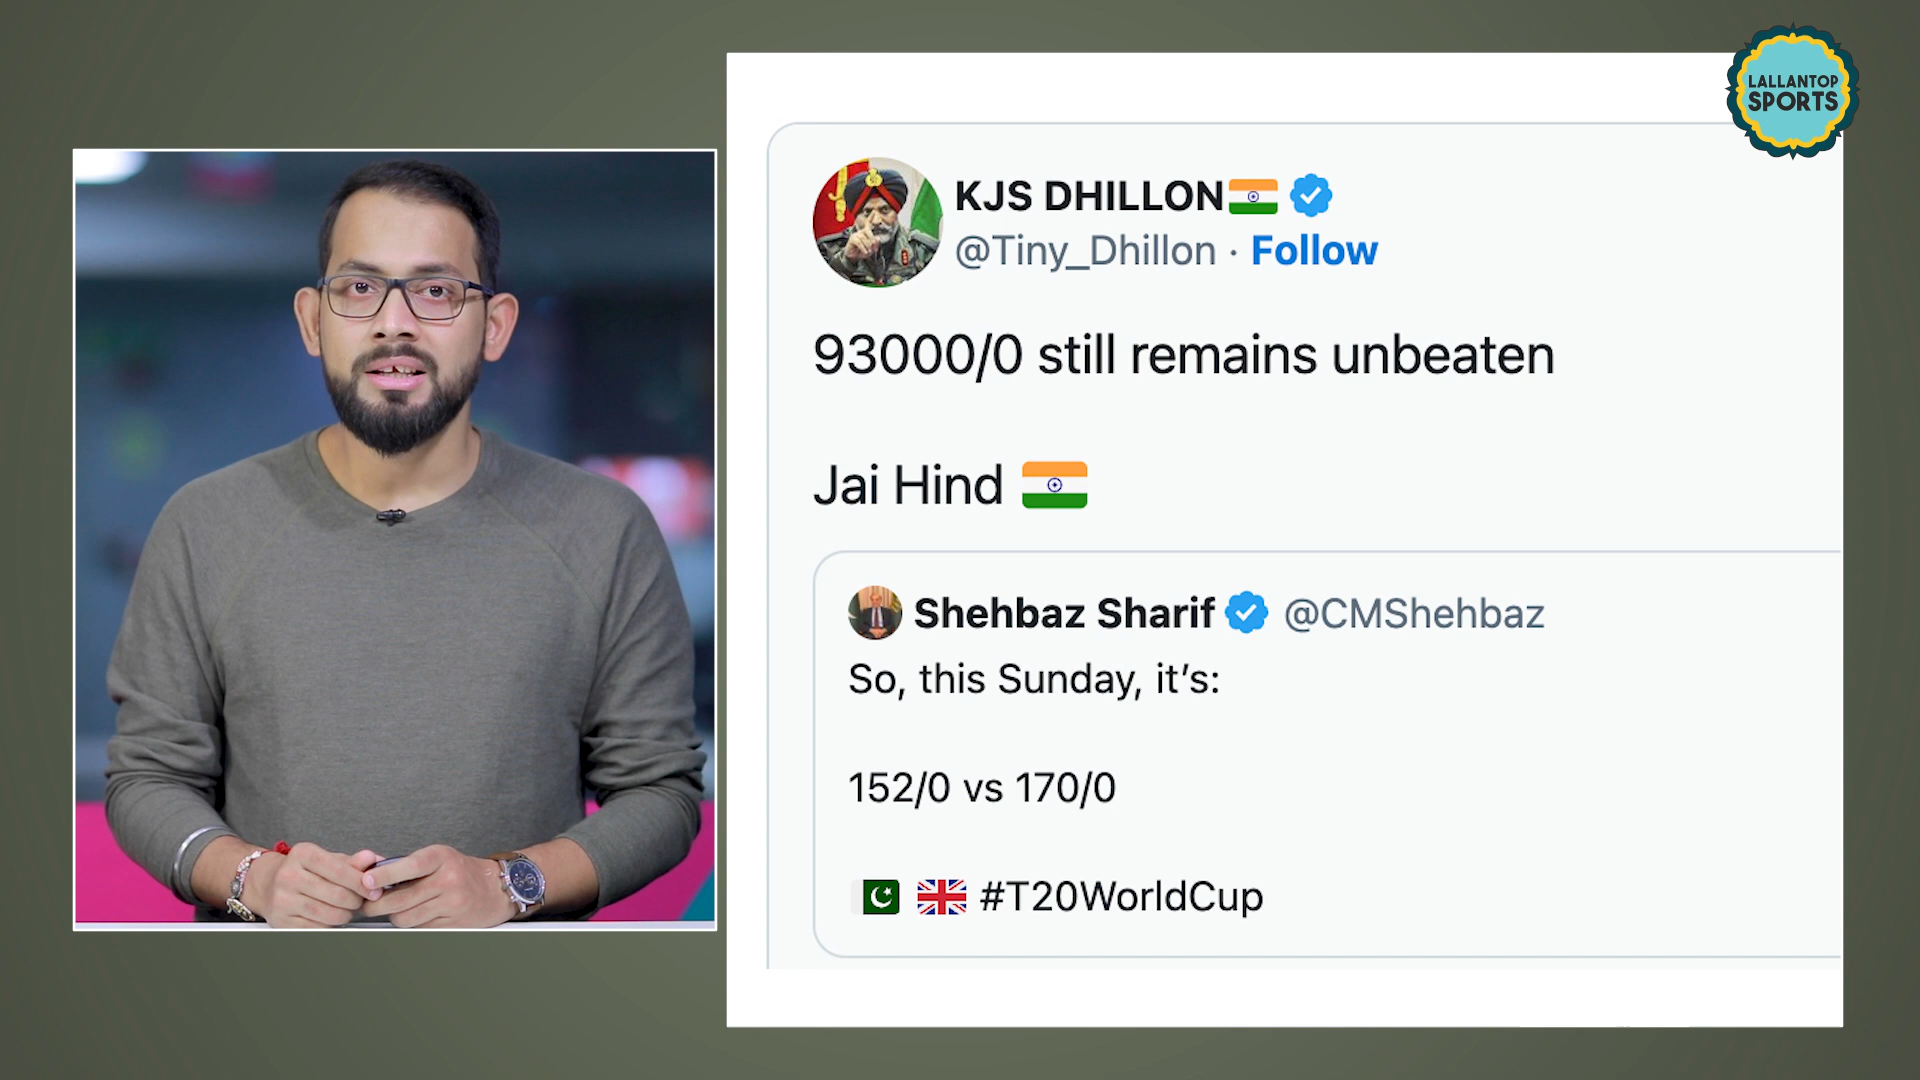 LALLANTOP
SPORTS
KJS DHILLON🇮🇳
@Tiny_Dhillon · Follow
93000/0 still remains unbeaten
Jai Hind 🇮🇳
Shehbaz Sharif @CMShehbaz
So, this Sunday, it’s:
152/0 vs 170/0
🇵🇰 🇬🇧 #T20WorldCup